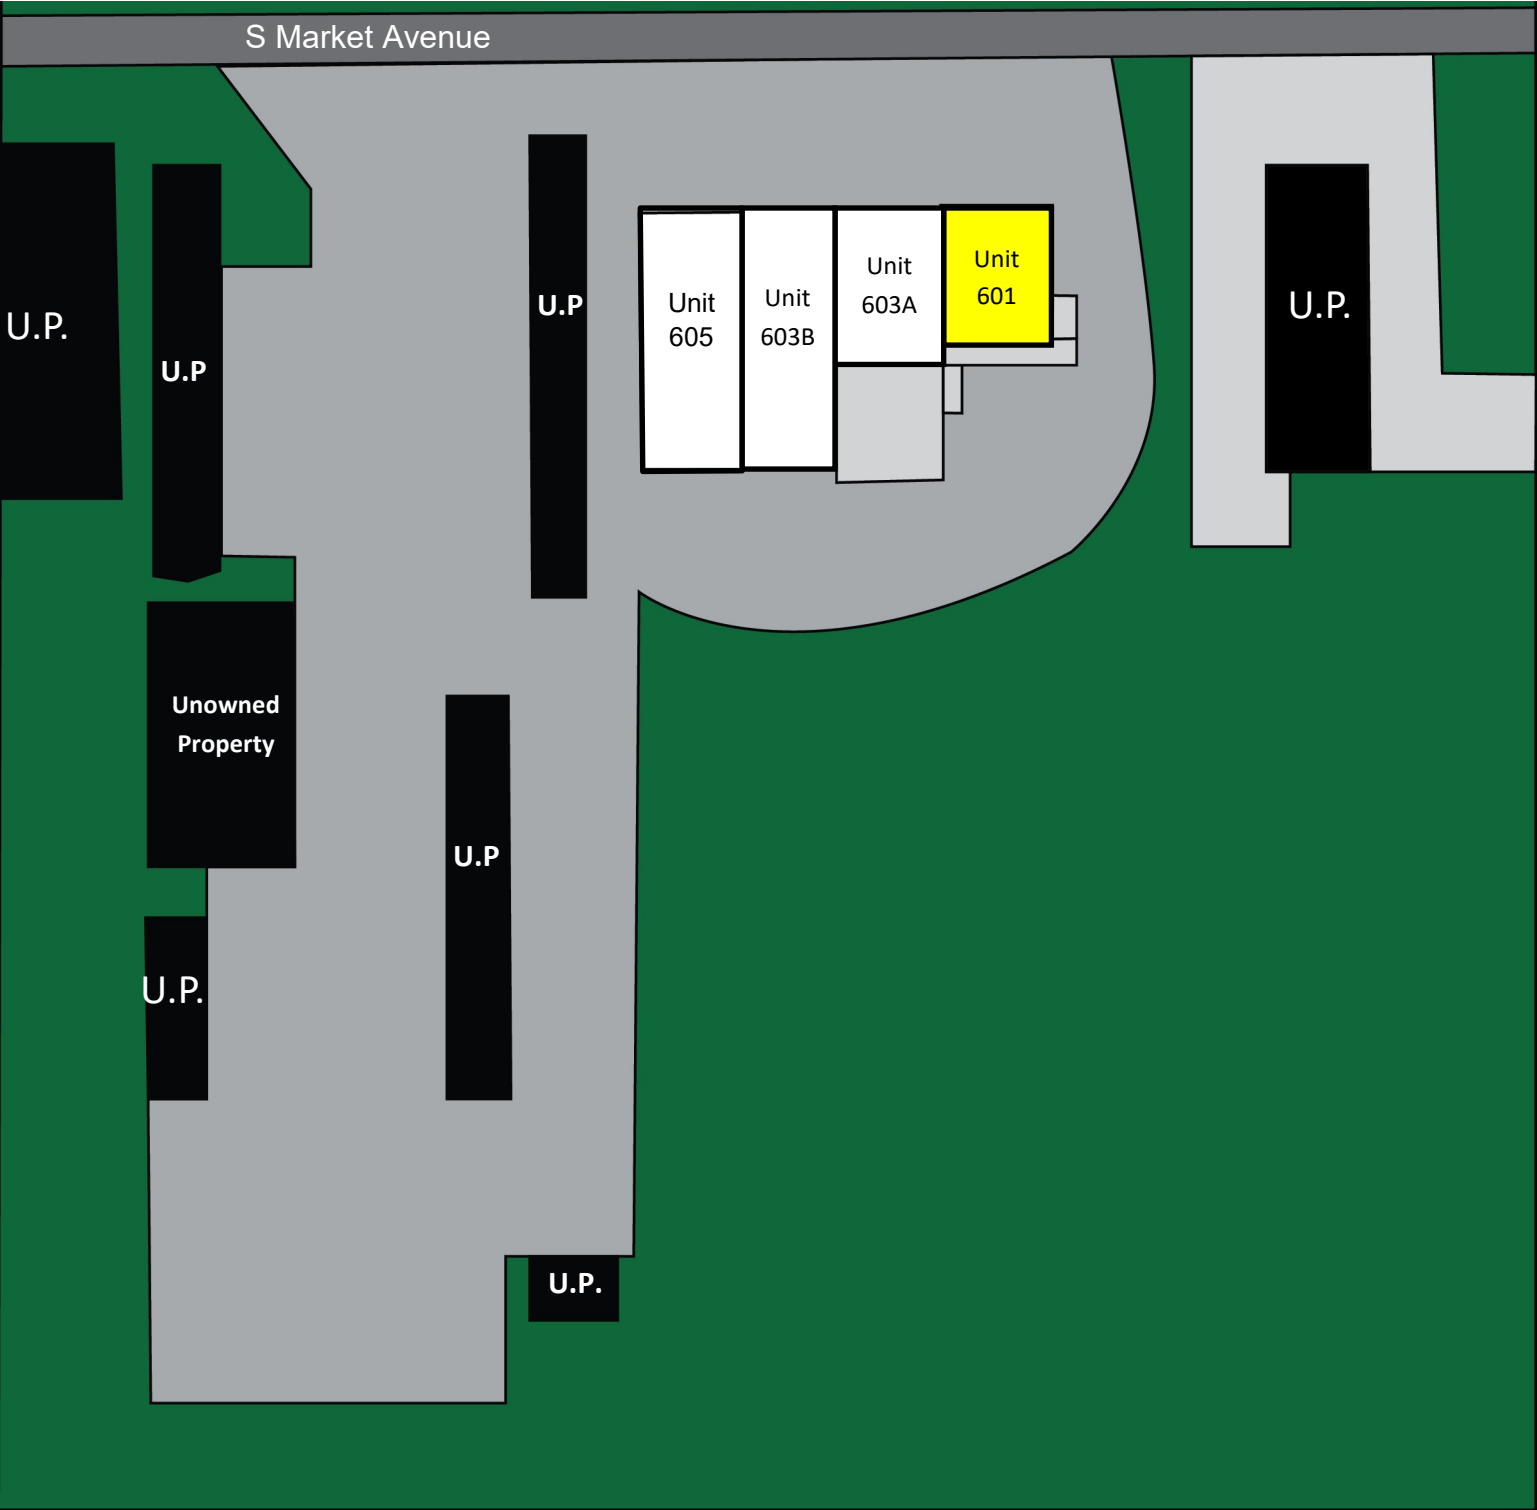 S Market Avenue
U.P.
U.P
U.P
Unit
605
Unit
603B
Unit
603A
Unit
601
U.P.
Unowned
Property
U.P
U.P.
U.P.